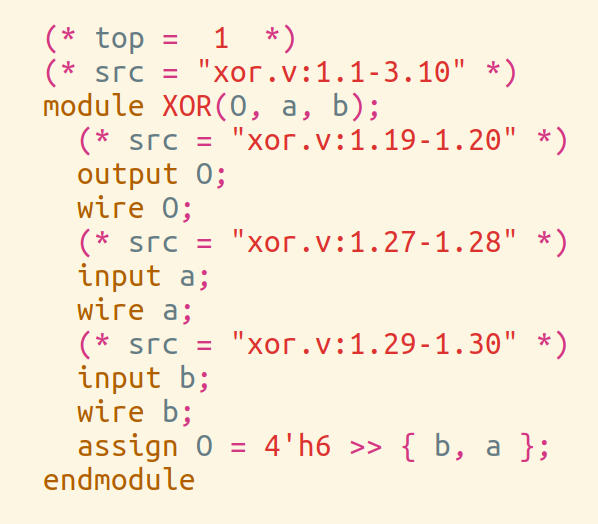 (* top =  1  *)
(* src = "xor.v:1.1-3.10" *)
module XOR(O, a, b);
  (* src = "xor.v:1.19-1.20" *)
  output O;
  wire O;
  (* src = "xor.v:1.27-1.28" *)
  input a;
  wire a;
  (* src = "xor.v:1.29-1.30" *)
  input b;
  wire b;
  assign O = 4'h6 >> { b, a };
endmodule